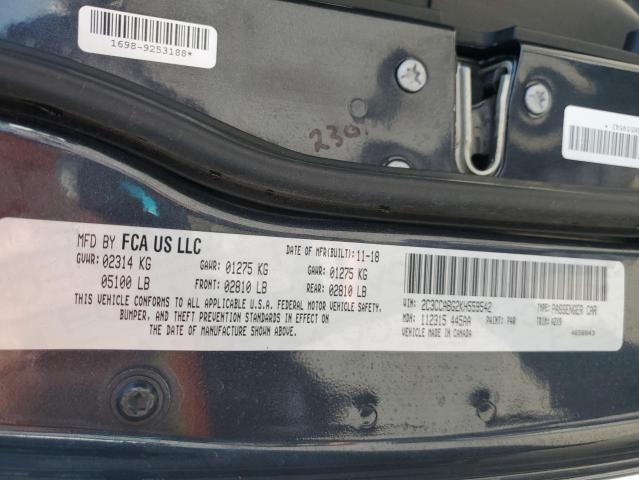 1698-9253188*
230
MFD BY FCA US LLC
DATE OF MFR(BUILT): 11-18
GVWR: 02314 KG GAWR: 01275 KG GAWR: 01275 KG
05100 LB FRONT: 02810 LB REAR: 02810 LB
THIS VEHICLE CONFORMS TO ALL APPLICABLE U.S.A. FEDERAL MOTOR VEHICLE SAFETY,
BUMPER, AND THEFT PREVENTION STANDARDS IN EFFECT ON
THE DATE OF MANUFACTURE SHOWN ABOVE.
VIN: 2C3CCABG2KH559542 TYPE: PASSENGER CAR
MDH: 112315 445AA PAINT: PAR TRIM: A2X9
VEHICLE MADE IN CANADA